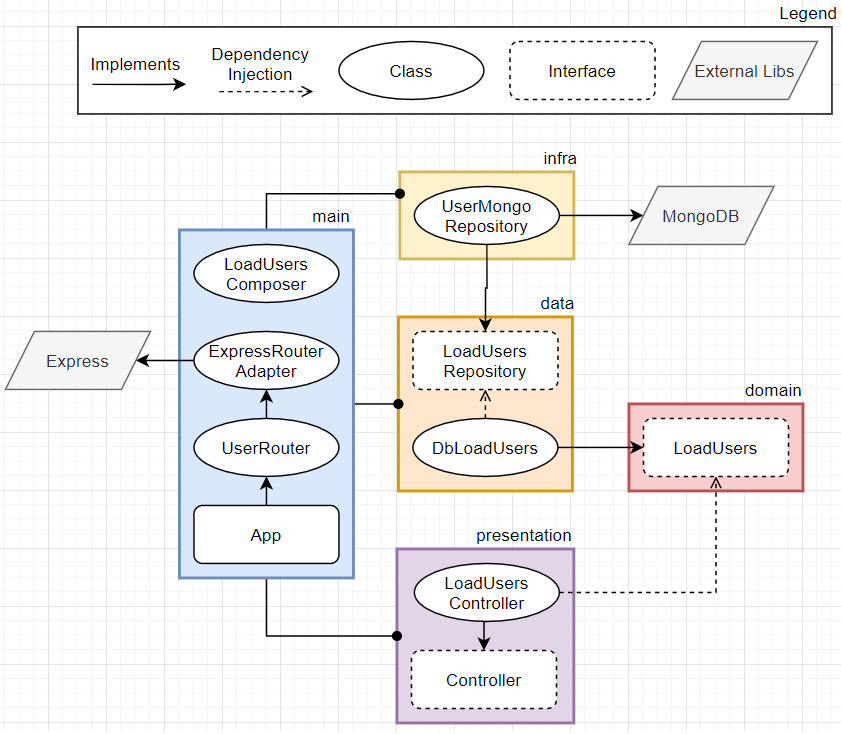 Legend
Implements
Dependency
Injection
Class
Interface
External Libs
infra
UserMongo
Repository
MongoDB
main
LoadUsers
Composer
data
Express
ExpressRouter
Adapter
LoadUsers
Repository
domain
UserRouter
DbLoadUsers
LoadUsers
App
presentation
LoadUsers
Controller
Controller